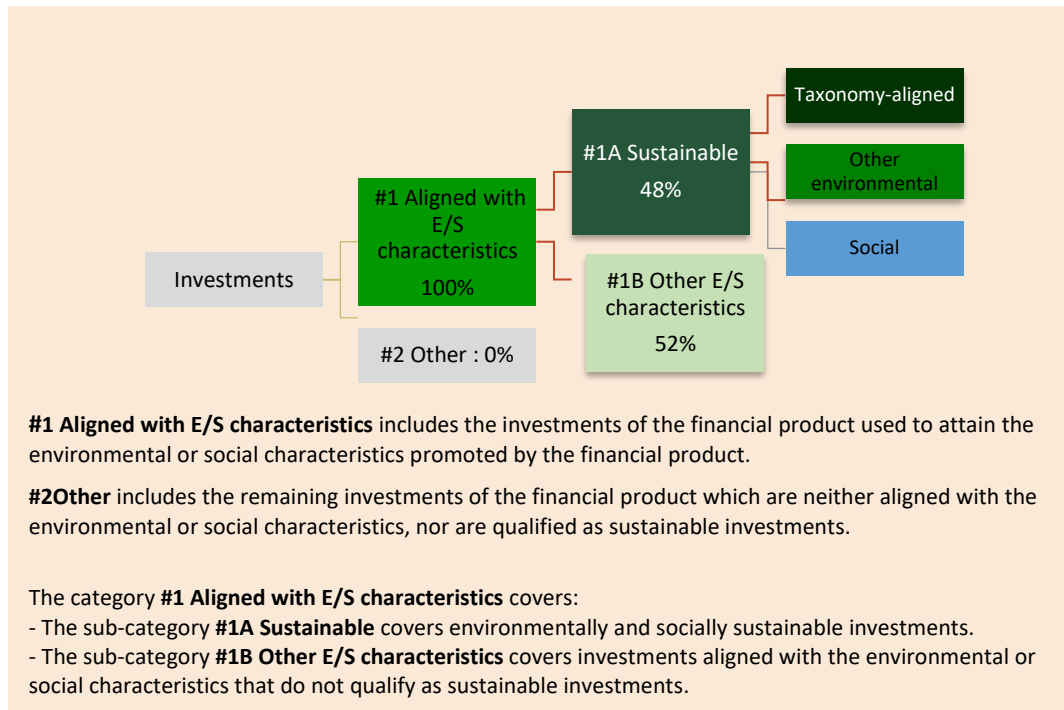 Taxonomy-aligned
#1A Sustainable
48%
Other
environmental
#1 Aligned with
E/S
characteristics
100%
Social
Investments
#1B Other E/S
characteristics
52%
#2 Other : 0%
#1 Aligned with E/S characteristics includes the investments of the financial product used to attain the
environmental or social characteristics promoted by the financial product.
#2Other includes the remaining investments of the financial product which are neither aligned with the
environmental or social characteristics, nor are qualified as sustainable investments.
The category #1 Aligned with E/S characteristics covers:
- The sub-category #1A Sustainable covers environmentally and socially sustainable investments.
- The sub-category #1B Other E/S characteristics covers investments aligned with the environmental or
social characteristics that do not qualify as sustainable investments.